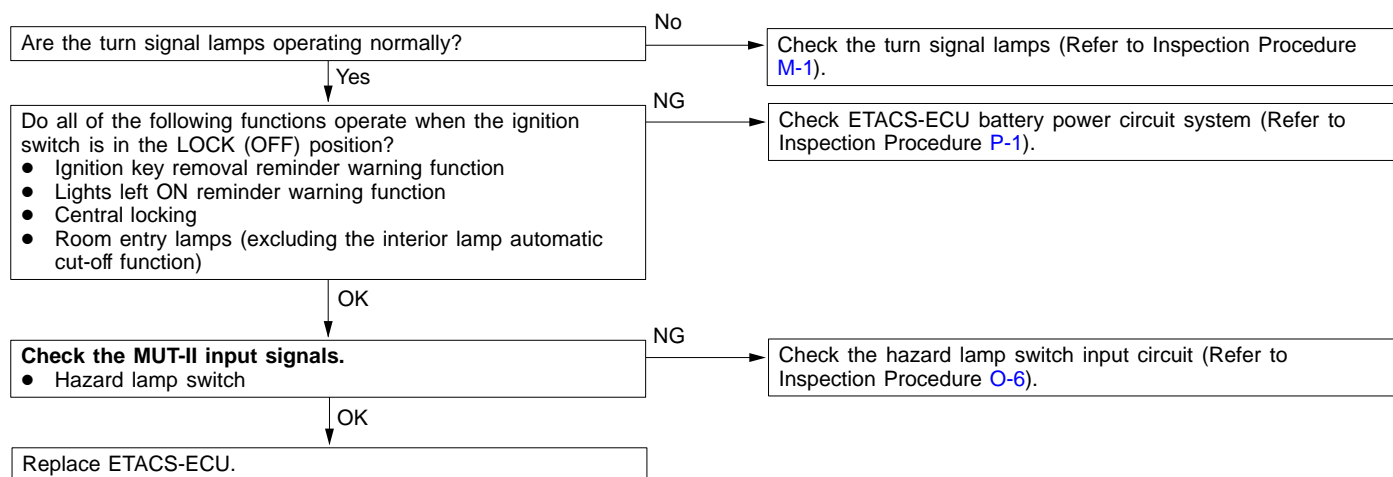 Are the turn signal lamps operating normally?
No
Check the turn signal lamps (Refer to Inspection Procedure
M-1).
Yes
Do all of the following functions operate when the ignition
switch is in the LOCK (OFF) position?
● Ignition key removal reminder warning function
● Lights left ON reminder warning function
● Central locking
● Room entry lamps (excluding the interior lamp automatic
cut-off function)
NG
Check ETACS-ECU battery power circuit system (Refer to
Inspection Procedure P-1).
OK
Check the MUT-II input signals.
● Hazard lamp switch
NG
Check the hazard lamp switch input circuit (Refer to
Inspection Procedure O-6).
OK
Replace ETACS-ECU.